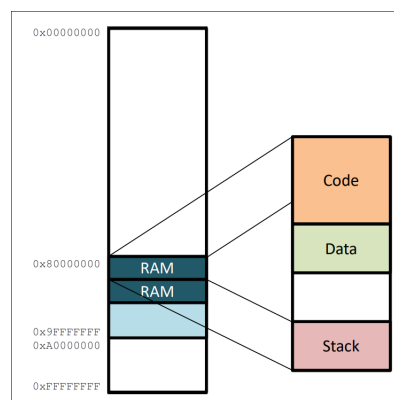 0x00000000
Code
Data
0x80000000
RAM
RAM
0x9FFFFFFF
0xA0000000
Stack
0xFFFFFFFF